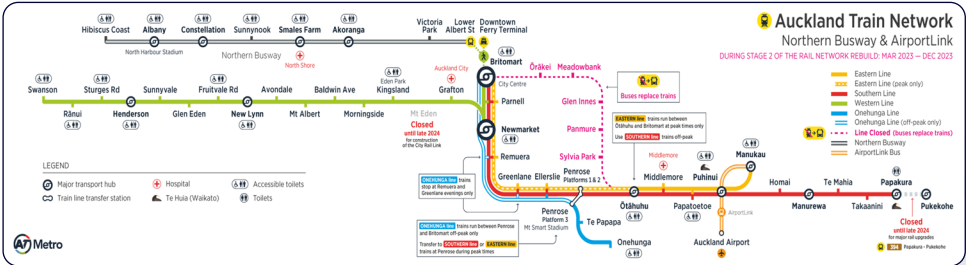 Auckland Train Network
Northern Busway & AirportLink
DURING STAGE 2 OF THE RAIL NETWORK REBUILD: MAR 2023 — DEC 2023
Hibiscus Coast
Albany
Constellation
Sunnynook
Smales Farm
Akoranga
Victoria
Park
Lower
Albert St
Downtown
Ferry Terminal
North Harbour Stadium
Northern Busway
North Shore
Britomart
City Centre
Ōrākei
Meadowbank
Buses replace trains
Glen Innes
Panmure
Sylvia Park
Swanson
Rānui
Sturges Rd
Henderson
Sunnyvale
Glen Eden
Fruitvale Rd
New Lynn
Avondale
Mt Albert
Baldwin Ave
Morningside
Eden Park
Kingsland
Mt Eden
Closed
until late 2024
for construction
of the City Rail Link
Auckland City
Grafton
Parnell
Newmarket
Remuera
Greenlane
Ellerslie
Penrose
Platforms 1 & 2
EASTERN line trains run between
Ōtāhuhu and Britomart at peak times only
Use SOUTHERN line trains off-peak
ONEHUNGA line trains
stop at Remuera and
Greenlane evenings only
ONEHUNGA line trains run between Penrose
and Britomart off-peak only
Transfer to SOUTHERN line or EASTERN line
trains at Penrose during peak times
Penrose
Platform 3
Mt Smart Stadium
Te Papapa
Onehunga
Ōtāhuhu
Middlemore
Middlemore
Papatoetoe
Puhinui
Manukau
AirportLink
Auckland Airport
Homai
Manurewa
Te Mahia
Takaanini
Papakura
Pukekohe
Closed
until late 2024
for major rail upgrades
394 Papakura - Pukekohe
Eastern Line
Eastern Line (peak only)
Southern Line
Western Line
Onehunga Line
Onehunga Line (off-peak only)
Line Closed (buses replace trains)
Northern Busway
AirportLink Bus
LEGEND
Major transport hub
Train line transfer station
Hospital
Te Huia (Waikato)
Accessible toilets
Toilets
AT Metro